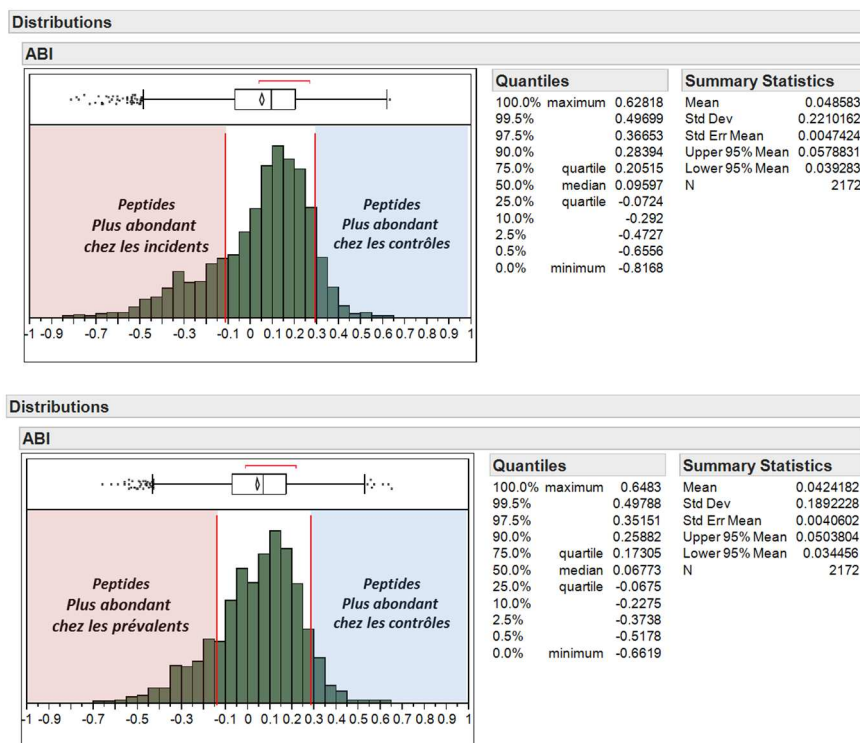 Distributions
ABI
Peptides
Plus abondant
chez les incidents
Peptides
Plus abondant
chez les contrôles
-1 -0.9 -0.7 -0.5 -0.3 -0.1 0 0.1 0.2 0.3 0.4 0.5 0.6 0.7 0.8 0.9 1
Quantiles
100.0% maximum 0.62818
99.5% 0.49699
97.5% 0.36653
90.0% 0.28394
75.0% quartile 0.20515
50.0% median 0.09597
25.0% quartile -0.0724
10.0% -0.292
2.5% -0.4727
0.5% -0.6556
0.0% minimum -0.8168
Summary Statistics
Mean 0.048583
Std Dev 0.2210162
Std Err Mean 0.0047424
Upper 95% Mean 0.0578831
Lower 95% Mean 0.039283
N 2172
Distributions
ABI
Peptides
Plus abondant
chez les prévalents
Peptides
Plus abondant
chez les contrôles
-1 -0.9 -0.7 -0.5 -0.3 -0.1 0 0.1 0.2 0.3 0.4 0.5 0.6 0.7 0.8 0.9 1
Quantiles
100.0% maximum 0.6483
99.5% 0.49788
97.5% 0.35151
90.0% 0.25882
75.0% quartile 0.17305
50.0% median 0.06773
25.0% quartile -0.0675
10.0% -0.2275
2.5% -0.3738
0.5% -0.5178
0.0% minimum -0.6619
Summary Statistics
Mean 0.0424182
Std Dev 0.1892228
Std Err Mean 0.0040602
Upper 95% Mean 0.0503804
Lower 95% Mean 0.034456
N 2172